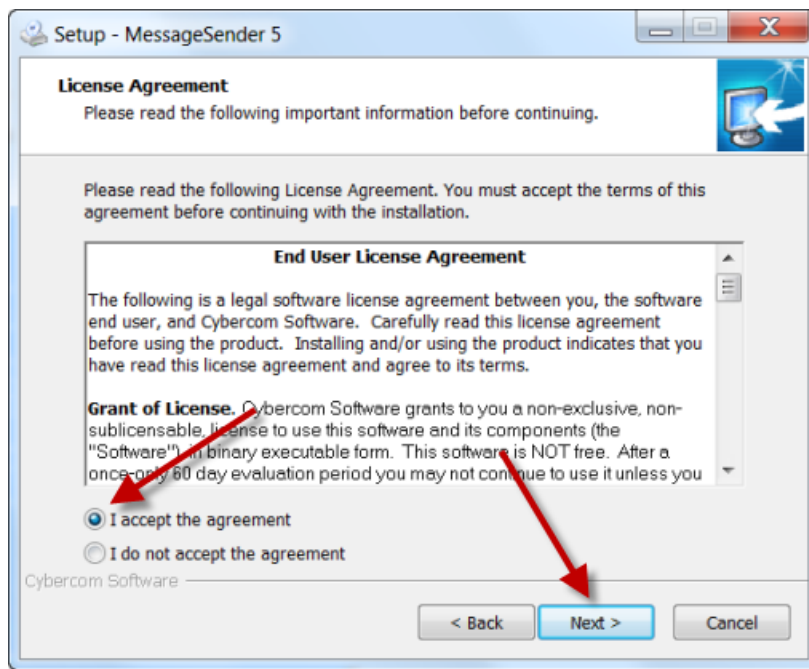 Setup - MessageSender 5
License Agreement
Please read the following important information before continuing.
Please read the following License Agreement. You must accept the terms of this
agreement before continuing with the installation.
End User License Agreement
The following is a legal software license agreement between you, the software
end user, and Cybercom Software. Carefully read this license agreement
before using the product. Installing and/or using the product indicates that you
have read this license agreement and agree to its terms.
Grant of License. Cybercom Software grants to you a non-exclusive, non-
sublicensable, license to use this software and its components (the
"Software") in binary executable form. This software is NOT free. After a
once-only 60 day evaluation period you may not continue to use it unless you
I accept the agreement
I do not accept the agreement
Cybercom Software
< Back
Next >
Cancel